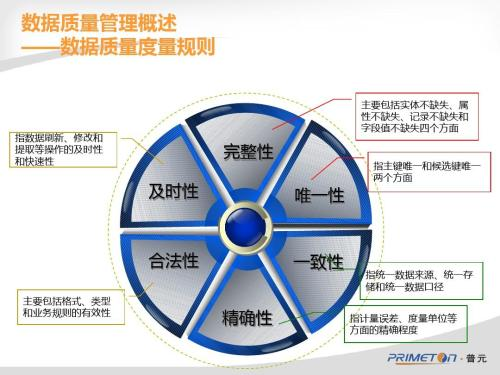 数据质量管理概述
——数据质量度量规则
主要包括实体不缺失、属
性不缺失、记录不缺失和
字段值不缺失四个方面
指数据刷新、修改和
提取等操作的及时性
和快速性
完整性
指主键唯一和候选键唯一
两个方面
及时性
唯一性
合法性
一致性
指统一数据来源、统一存
储和统一数据口径
主要包括格式、类型
和业务规则的有效性
精确性
指计量误差、度量单位等
方面的精确程度
PRIMETON·普元